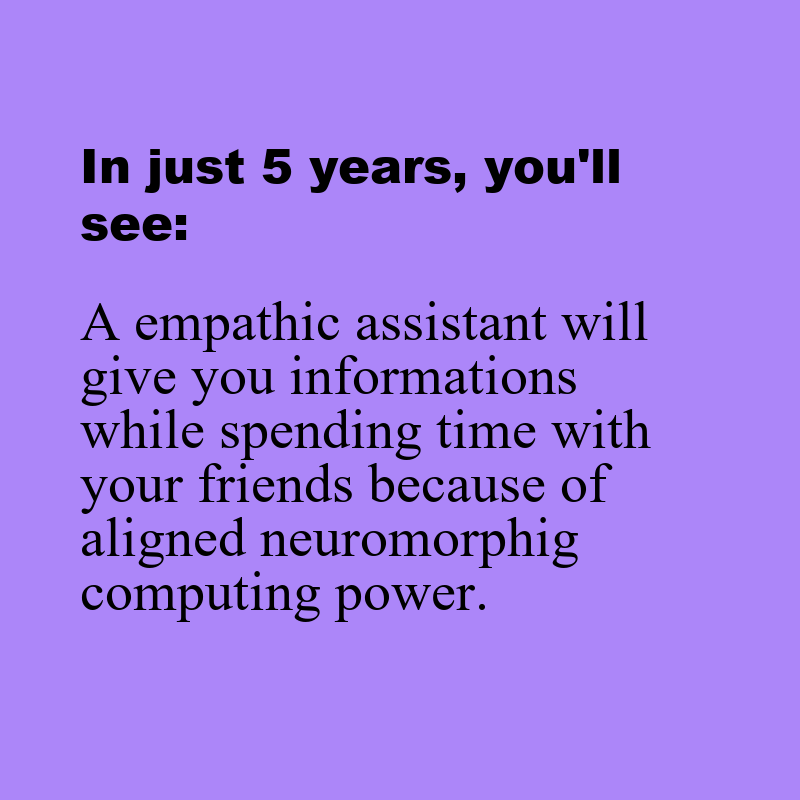 In just 5 years, you'll
see:
A empathic assistant will
give you informations
while spending time with
your friends because of
aligned neuromorphig
computing power.